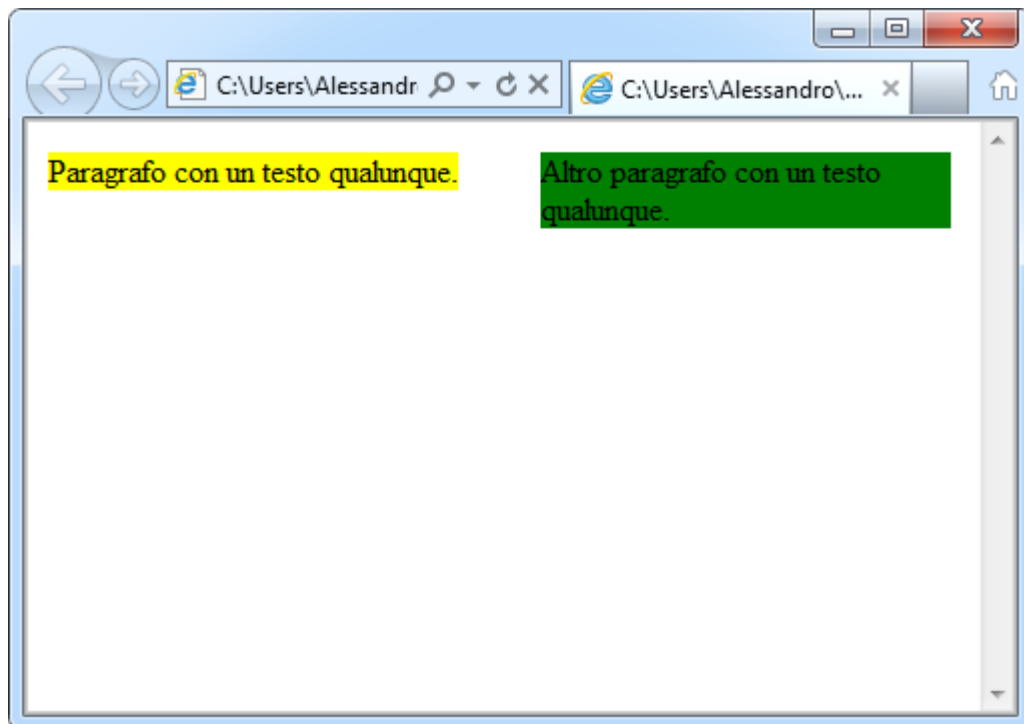 C:\Users\Alessandr
C:\Users\Alessandro\...
Paragrafo con un testo qualunque.
Altro paragrafo con un testo
qualunque.